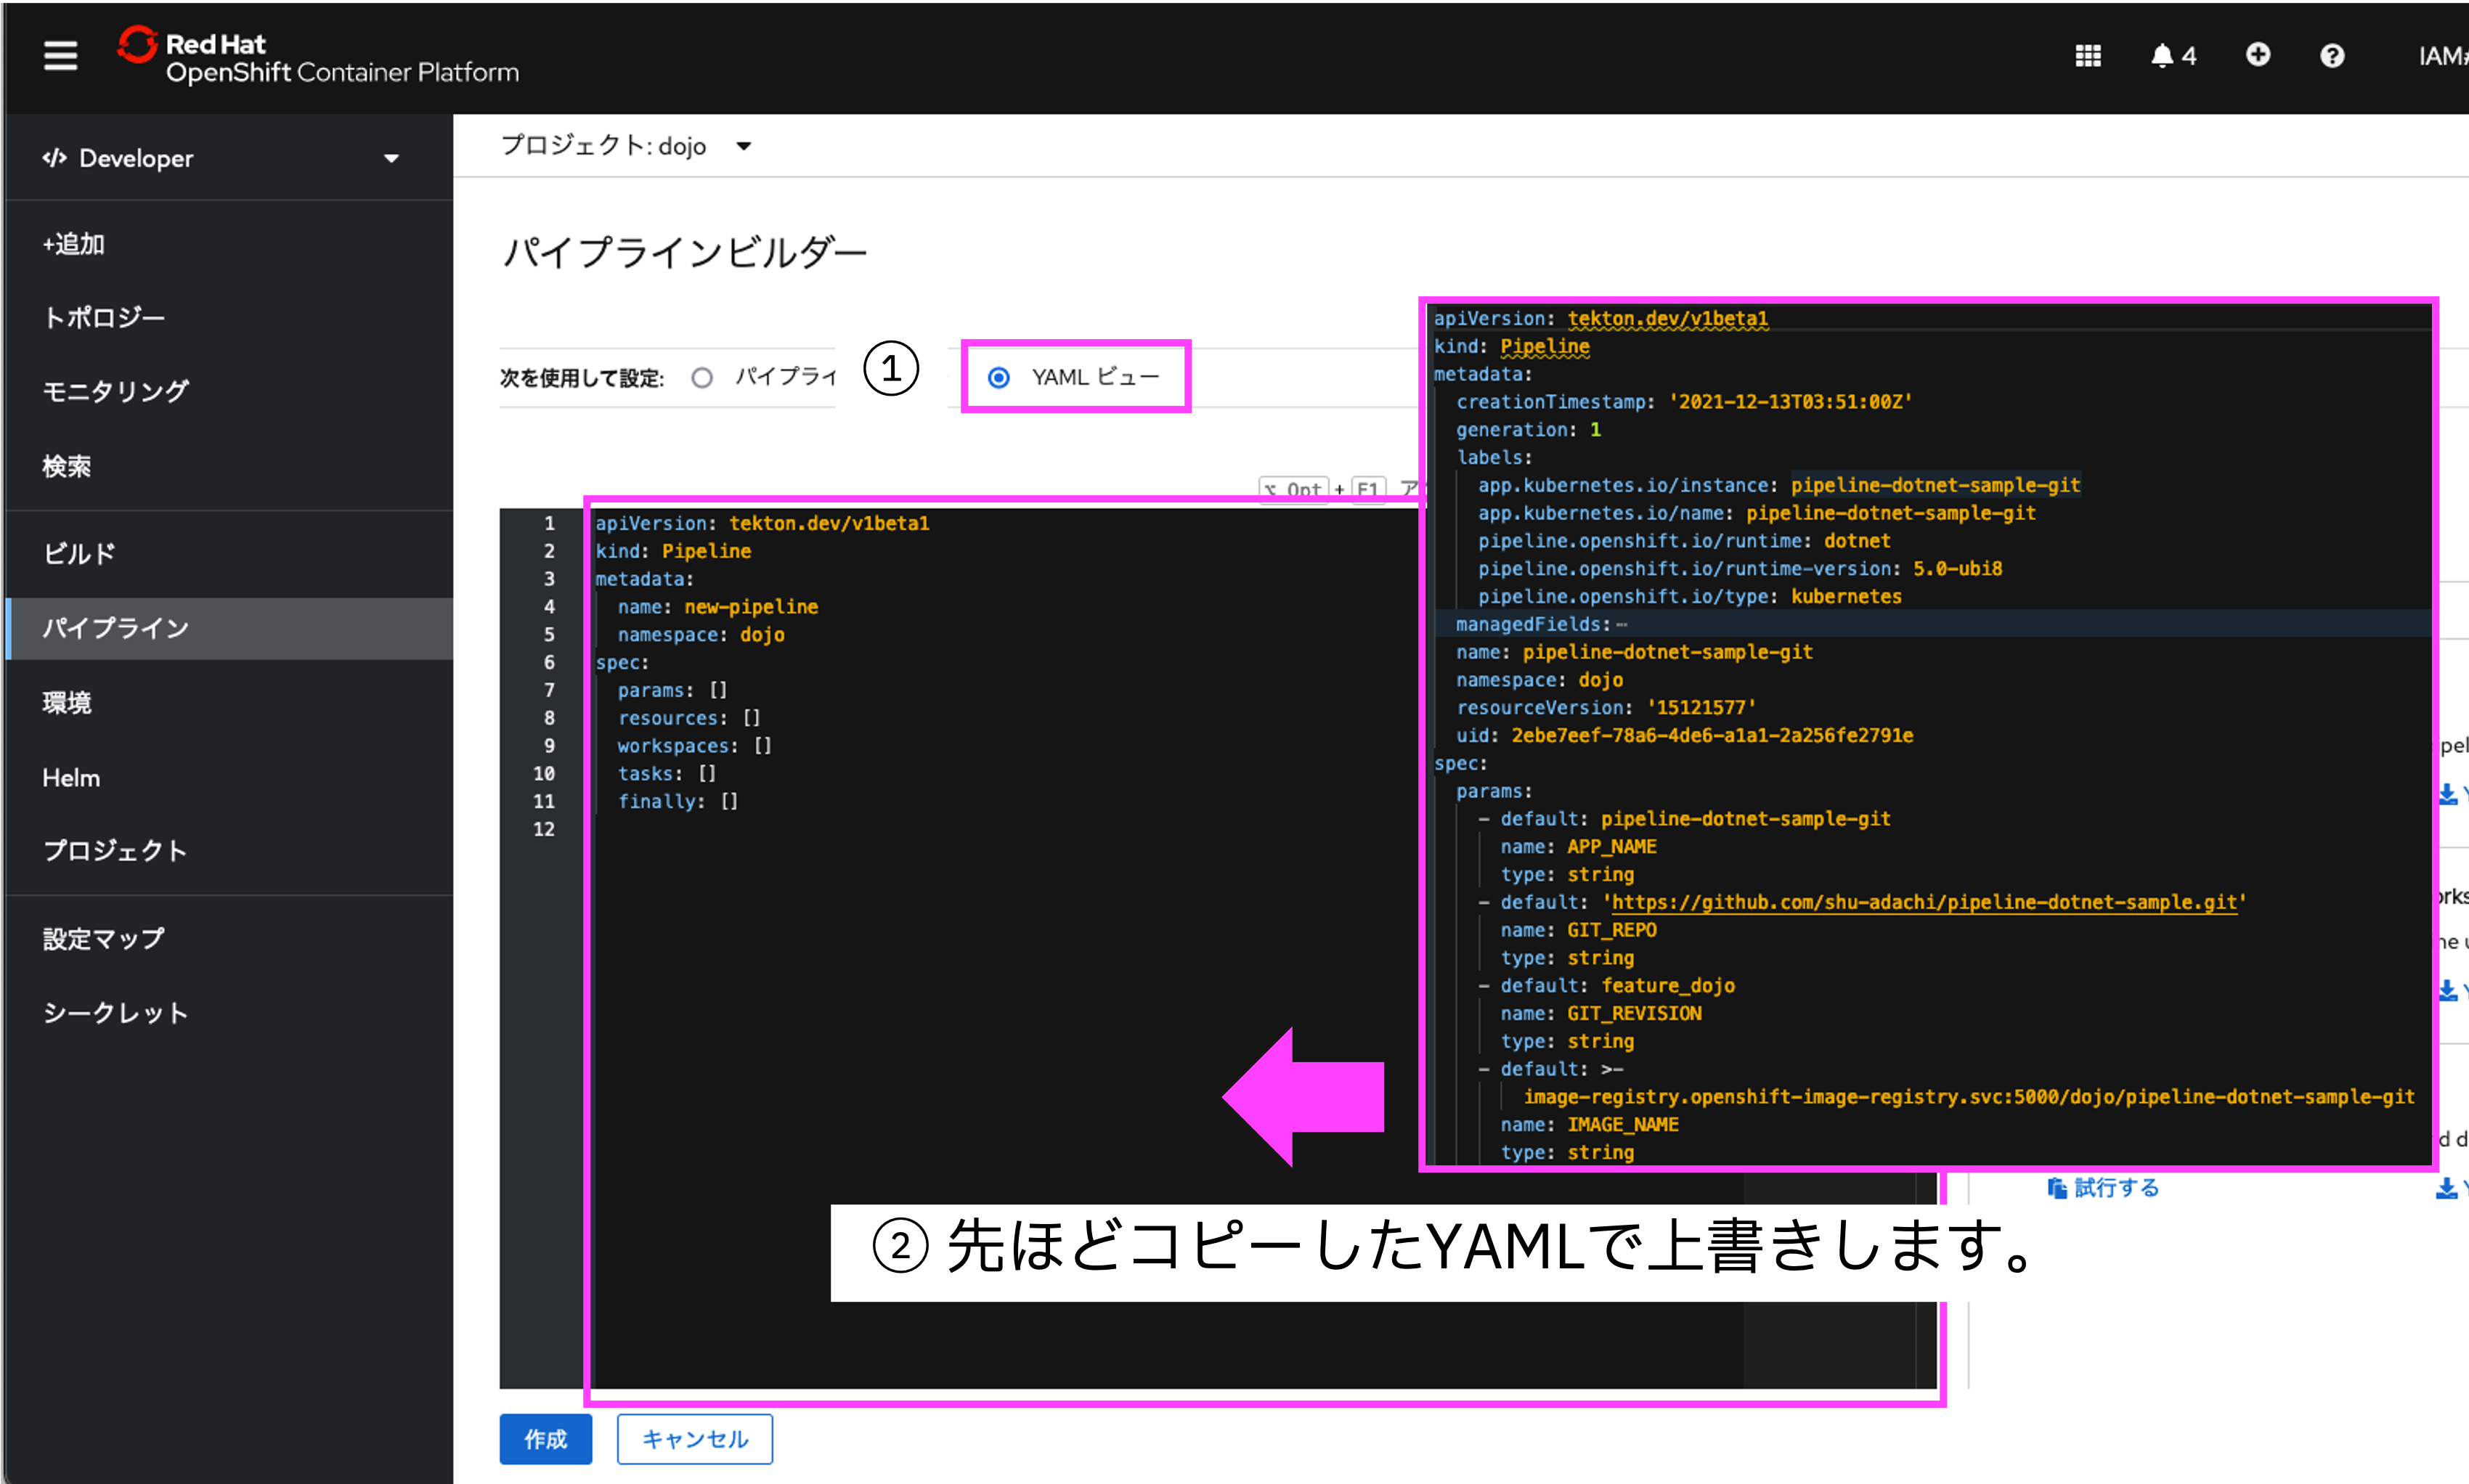 Red Hat
OpenShift Container Platform
4
IAM#
Developer
プロジェクト: dojo
+追加
トポロジー
モニタリング
検索
ビルド
パイプライン
環境
Helm
プロジェクト
設定マップ
シークレット
パイプラインビルダー
次を使用して設定:
パイプライ
①
YAML ビュー
Opt + F1
1 apiVersion: tekton.dev/v1beta1
2 kind: Pipeline
3 metadata:
4 name: new-pipeline
5 namespace: dojo
6 spec:
7 params: []
8 resources: []
9 workspaces: []
10 tasks: []
11 finally: []
12
apiVersion: tekton.dev/v1beta1
kind: Pipeline
metadata:
creationTimestamp: '2021-12-13T03:51:00Z'
generation: 1
labels:
app.kubernetes.io/instance: pipeline-dotnet-sample-git
app.kubernetes.io/name: pipeline-dotnet-sample-git
pipeline.openshift.io/runtime: dotnet
pipeline.openshift.io/runtime-version: 5.0-ubi8
pipeline.openshift.io/type: kubernetes
managedFields:⋯
name: pipeline-dotnet-sample-git
namespace: dojo
resourceVersion: '15121577'
uid: 2ebe7eef-78a6-4de6-a1a1-2a256fe2791e
spec:
params:
- default: pipeline-dotnet-sample-git
name: APP_NAME
type: string
- default: 'https://github.com/shu-adachi/pipeline-dotnet-sample.git'
name: GIT_REPO
type: string
- default: feature_dojo
name: GIT_REVISION
type: string
- default: >-
image-registry.openshift-image-registry.svc:5000/dojo/pipeline-dotnet-sample-git
name: IMAGE_NAME
type: string
試行する
② 先ほどコピーしたYAMLで上書きします。
作成
キャンセル